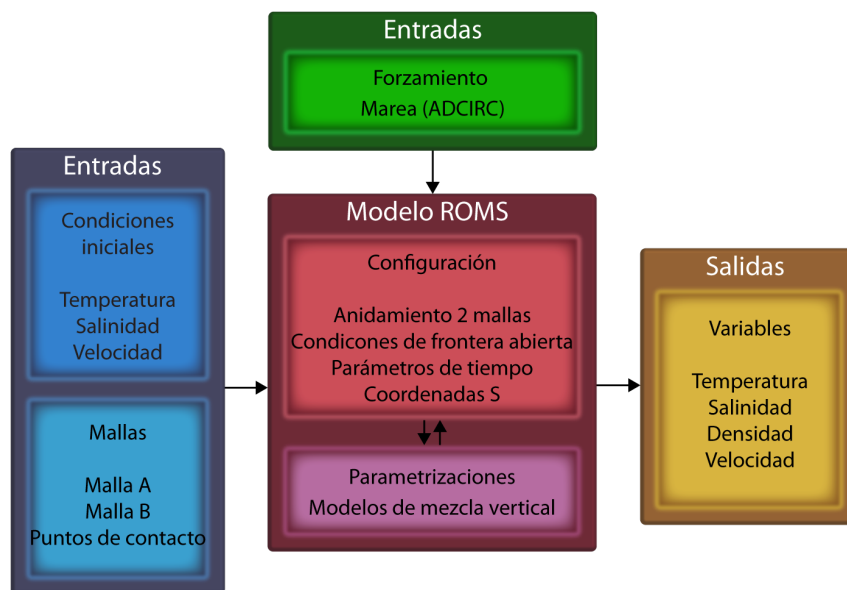 Entradas
Forzamiento
Marea (ADCIRC)
Entradas
Condiciones
iniciales
Temperatura
Salinidad
Velocidad
Mallas
Malla A
Malla B
Puntos de contacto
Modelo ROMS
Configuración
Anidamiento 2 mallas
Condicones de frontera abierta
Parámetros de tiempo
Coordenadas S
Parametrizaciones
Modelos de mezcla vertical
Salidas
Variables
Temperatura
Salinidad
Densidad
Velocidad